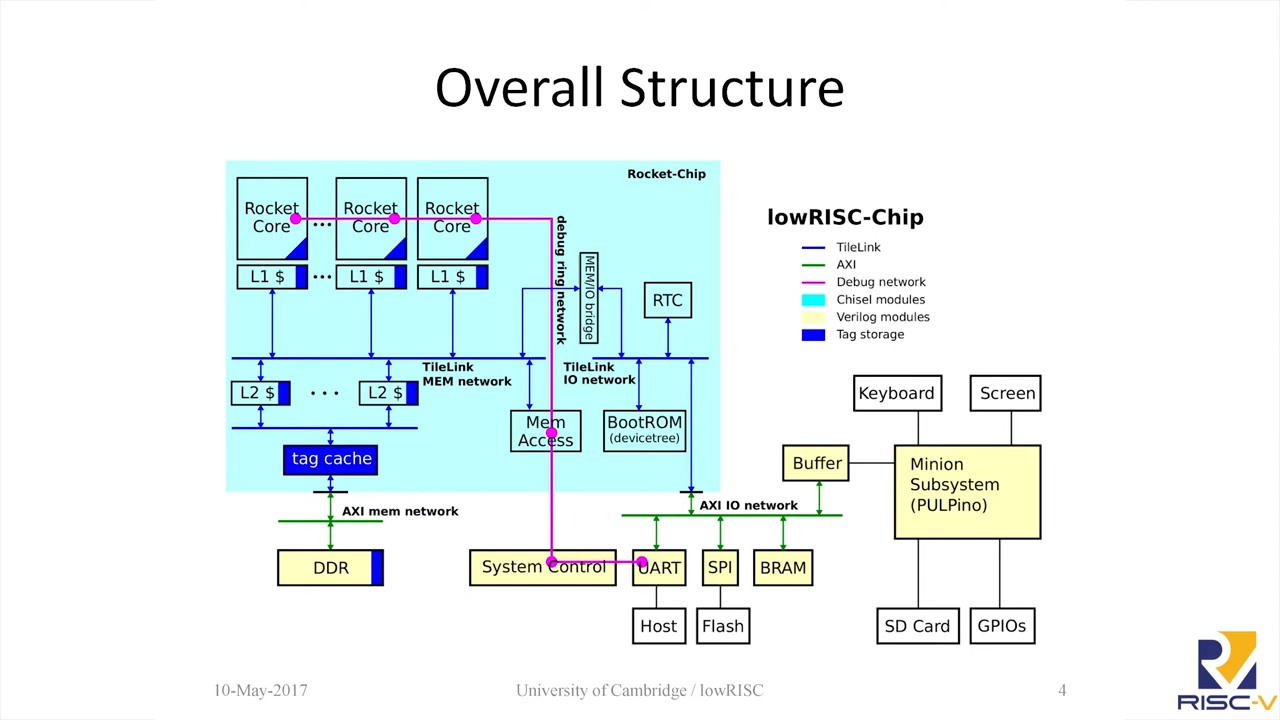 Overall Structure
Rocket-Chip
Rocket
Core
...
Rocket
Core
Rocket
Core
L1 $
...
L1 $
L1 $
debug ring network
MEM/IO bridge
RTC
TileLink
MEM network
TileLink
IO network
L2 $
...
L2 $
Mem
Access
BootROM
(devicetree)
tag cache
AXI mem network
AXI IO network
DDR
System Control
UART
SPI
BRAM
Host
Flash
lowRISC-Chip
TileLink
AXI
Debug network
Chisel modules
Verilog modules
Tag storage
Keyboard
Screen
Buffer
Minion
Subsystem
(PULPino)
SD Card
GPIOs
10-May-2017
University of Cambridge / lowRISC
4
RISC-V